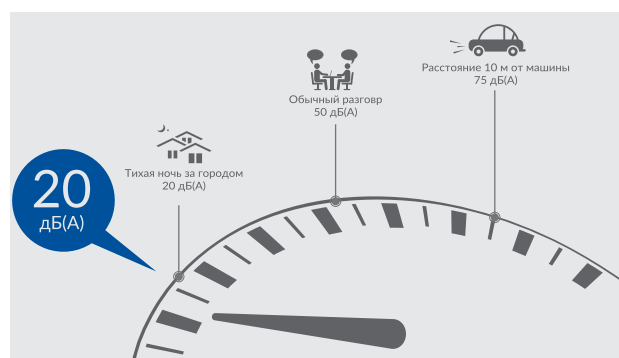 Расстояние 10 м от машины
75 дБ(А)
Обычный разговр
50 дБ(А)
Тихая ночь за городом
20 дБ(А)
20
дБ(А)